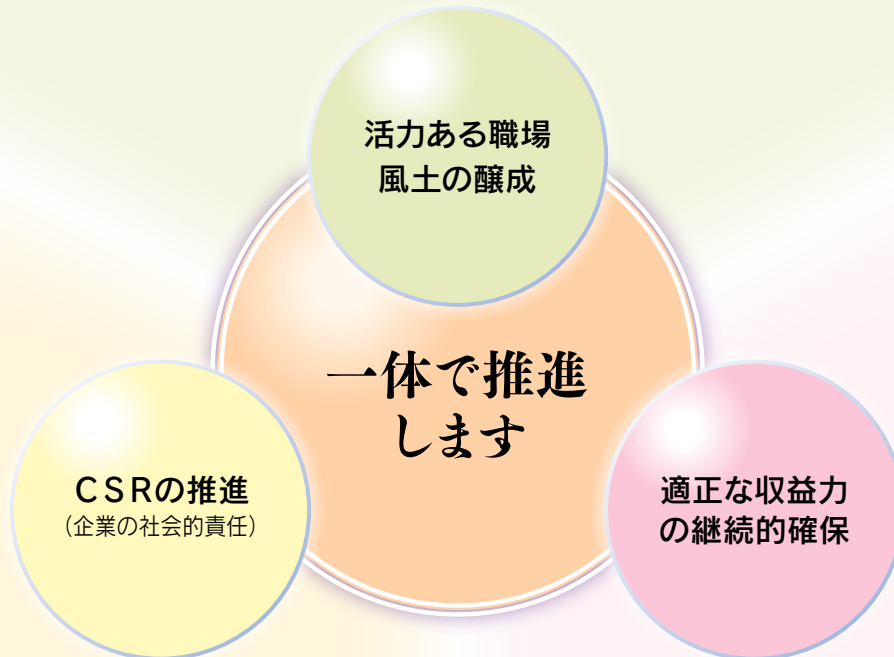 活力ある職場
風土の醸成
一体で推進
します
CSRの推進
（企業の社会的責任）
適正な収益力
の継続的確保